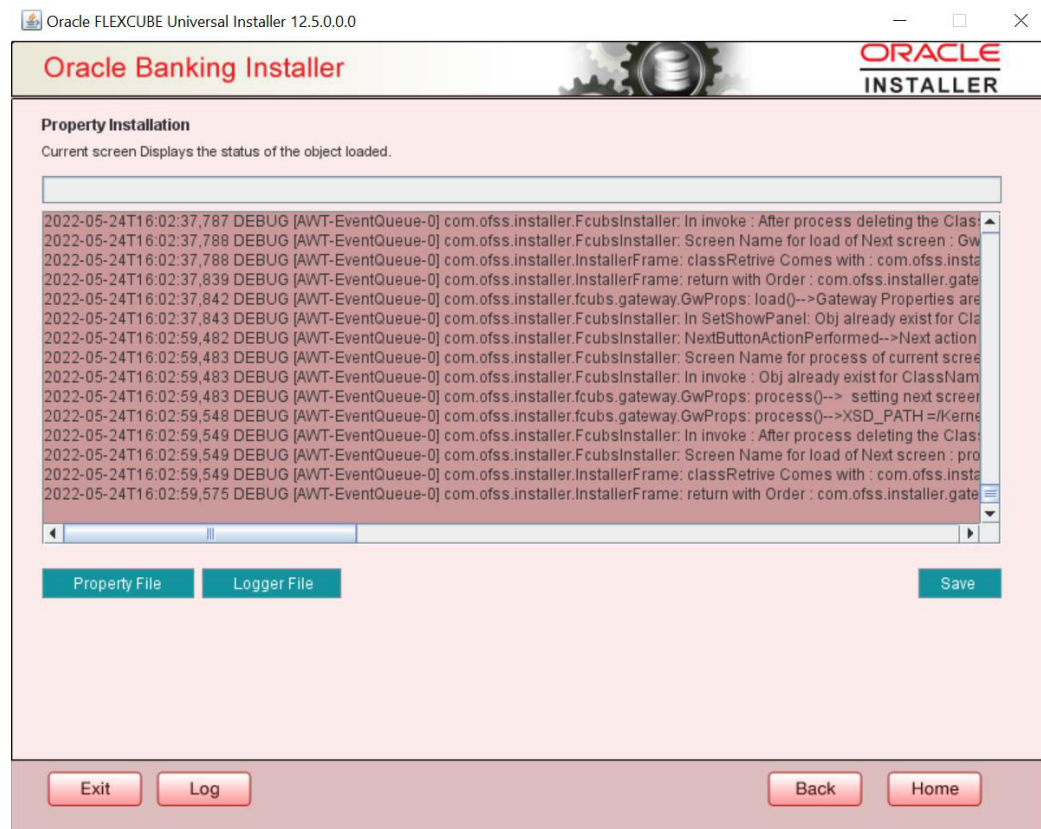 Oracle FLEXCUBE Universal Installer 12.5.0.0.0
Oracle Banking Installer
ORACLE
INSTALLER
Property Installation
Current screen Displays the status of the object loaded.
2022-05-24T16:02:37,787 DEBUG [AWT-EventQueue-0] com.ofss.installer.FcubsInstaller: In invoke : After process deleting the Clas
2022-05-24T16:02:37,788 DEBUG [AWT-EventQueue-0] com.ofss.installer.FcubsInstaller: Screen Name for load of Next screen : Gw
2022-05-24T16:02:37,788 DEBUG [AWT-EventQueue-0] com.ofss.installer.InstallerFrame: classRetrive Comes with : com.ofss.insta
2022-05-24T16:02:37,839 DEBUG [AWT-EventQueue-0] com.ofss.installer.InstallerFrame: return with Order : com.ofss.installer.gate
2022-05-24T16:02:37,842 DEBUG [AWT-EventQueue-0] com.ofss.installer.fcubs.gateway.GwProps: load()-->Gateway Properties are
2022-05-24T16:02:37,843 DEBUG [AWT-EventQueue-0] com.ofss.installer.FcubsInstaller: In SetShowPanel: Obj already exist for Cla
2022-05-24T16:02:59,482 DEBUG [AWT-EventQueue-0] com.ofss.installer.FcubsInstaller: NextButtonActionPerformed-->Next action
2022-05-24T16:02:59,483 DEBUG [AWT-EventQueue-0] com.ofss.installer.FcubsInstaller: Screen Name for process of current scree
2022-05-24T16:02:59,483 DEBUG [AWT-EventQueue-0] com.ofss.installer.FcubsInstaller: In invoke : Obj already exist for ClassNam
2022-05-24T16:02:59,483 DEBUG [AWT-EventQueue-0] com.ofss.installer.fcubs.gateway.GwProps: process()--> setting next screen
2022-05-24T16:02:59,548 DEBUG [AWT-EventQueue-0] com.ofss.installer.fcubs.gateway.GwProps: process()-->XSD_PATH =/Kerne
2022-05-24T16:02:59,549 DEBUG [AWT-EventQueue-0] com.ofss.installer.FcubsInstaller: In invoke : After process deleting the Clas
2022-05-24T16:02:59,549 DEBUG [AWT-EventQueue-0] com.ofss.installer.FcubsInstaller: Screen Name for load of Next screen : pro
2022-05-24T16:02:59,549 DEBUG [AWT-EventQueue-0] com.ofss.installer.InstallerFrame: classRetrive Comes with : com.ofss.insta
2022-05-24T16:02:59,575 DEBUG [AWT-EventQueue-0] com.ofss.installer.InstallerFrame: return with Order : com.ofss.installer.gate
Property File Logger File Save
Exit Log Back Home